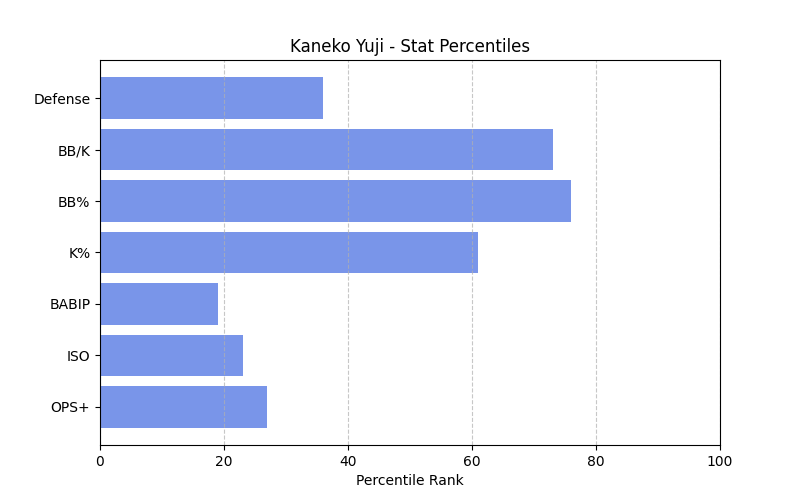 Kaneko Yuji - Stat Percentiles
Defense
BB/K
BB%
K%
BABIP
ISO
OPS+
0 20 40 60 80 100
Percentile Rank